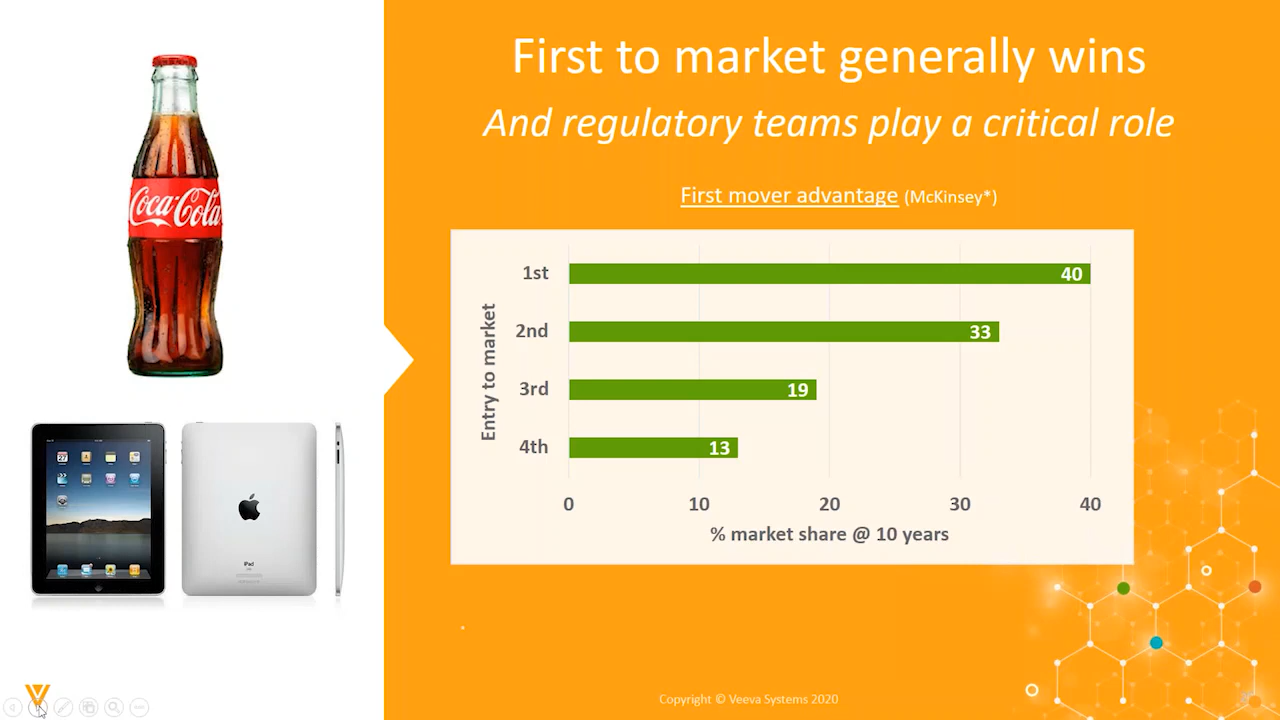 First to market generally wins
And regulatory teams play a critical role
First mover advantage (McKinsey*)
Coca-Cola
Entry to market
1st
40
2nd
33
3rd
19
4th
13
0 10 20 30 40
% market share @ 10 years
27
iPad
Copyright © Veeva Systems 2020